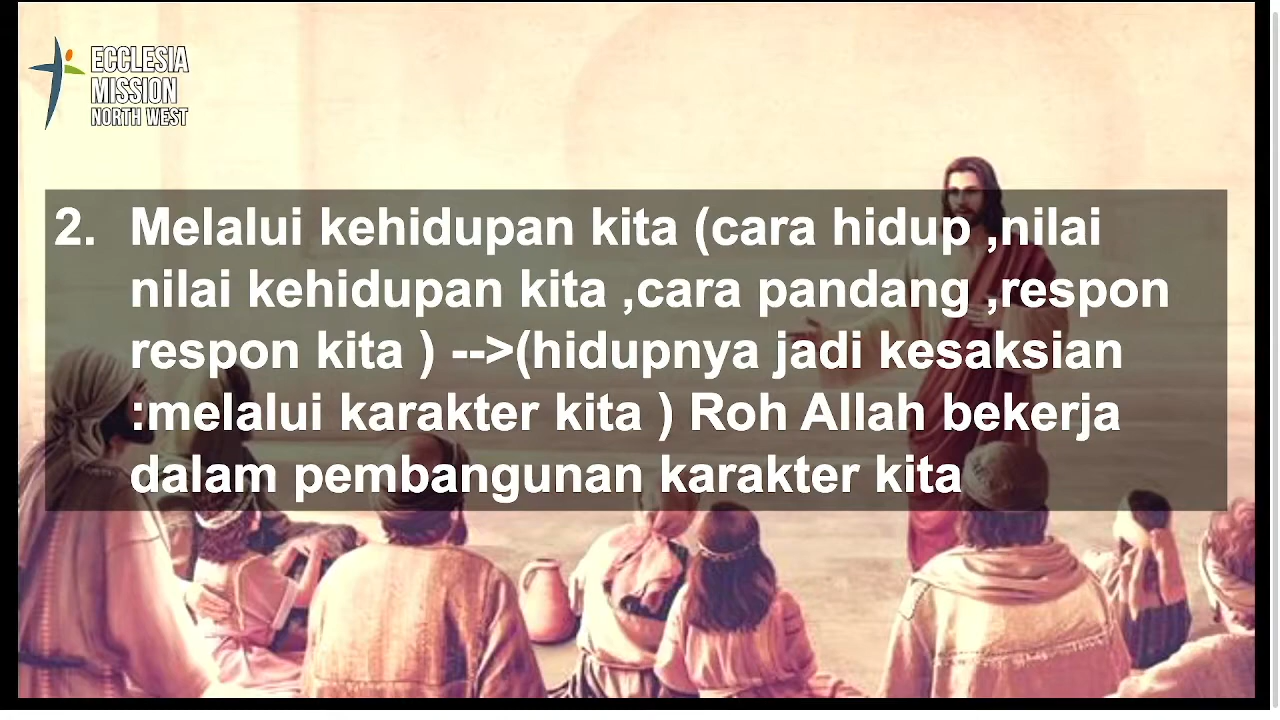 ECCLESIA
MISSION
NORTH WEST
2. Melalui kehidupan kita (cara hidup ,nilai
nilai kehidupan kita ,cara pandang ,respon
respon kita ) -->(hidupnya jadi kesaksian
:melalui karakter kita ) Roh Allah bekerja
dalam pembangunan karakter kita